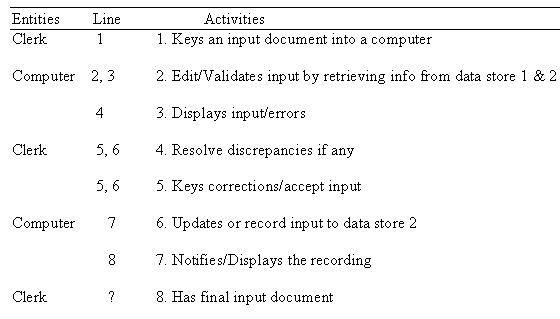 Entities Line Activities
Clerk 1 1. Keys an input document into a computer
Computer 2, 3 2. Edit/Validates input by retrieving info from data store 1 & 2
4 3. Displays input/errors
Clerk 5, 6 4. Resolve discrepancies if any
5, 6 5. Keys corrections/accept input
Computer 7 6. Updates or record input to data store 2
8 7. Notifies/Displays the recording
Clerk ? 8. Has final input document